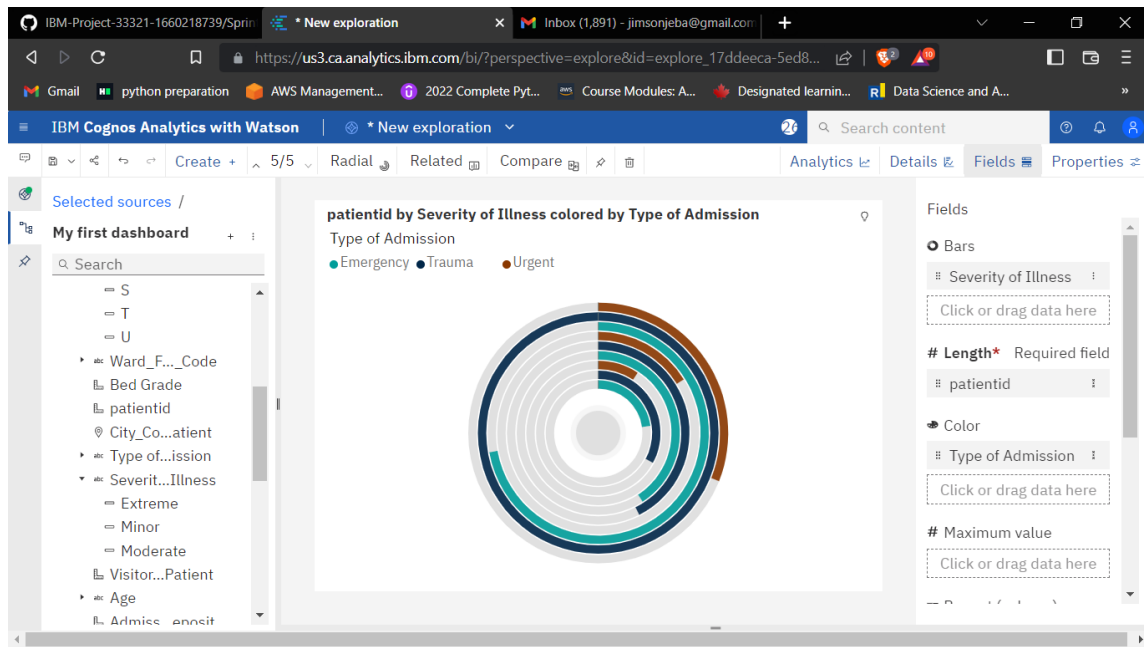 IBM-Project-33321-1660218739/Sprin
* New exploration
Inbox (1,891) - jimsonjeba@gmail.com
https://us3.ca.analytics.ibm.com/bi/?perspective=explore&id=explore_17ddeeca-5ed8...
2
10
Gmail
python preparation
AWS Management...
2022 Complete Pyt...
Course Modules: A...
Designated learnin...
Data Science and A...
»
IBM Cognos Analytics with Watson
* New exploration
26
Search content
Create +
5/5
Radial
Related
Compare
Analytics
Details
Fields
Properties
Selected sources /
My first dashboard
Search
S
T
U
Ward_F..._Code
Bed Grade
patientid
City_Co...atient
Type of...ission
Severit...Illness
Extreme
Minor
Moderate
Visitor...Patient
Age
Admiss...eposit
patientid by Severity of Illness colored by Type of Admission
Type of Admission
Emergency Trauma Urgent
Fields
Bars
Severity of Illness
Click or drag data here
# Length* Required field
patientid
Color
Type of Admission
Click or drag data here
# Maximum value
Click or drag data here